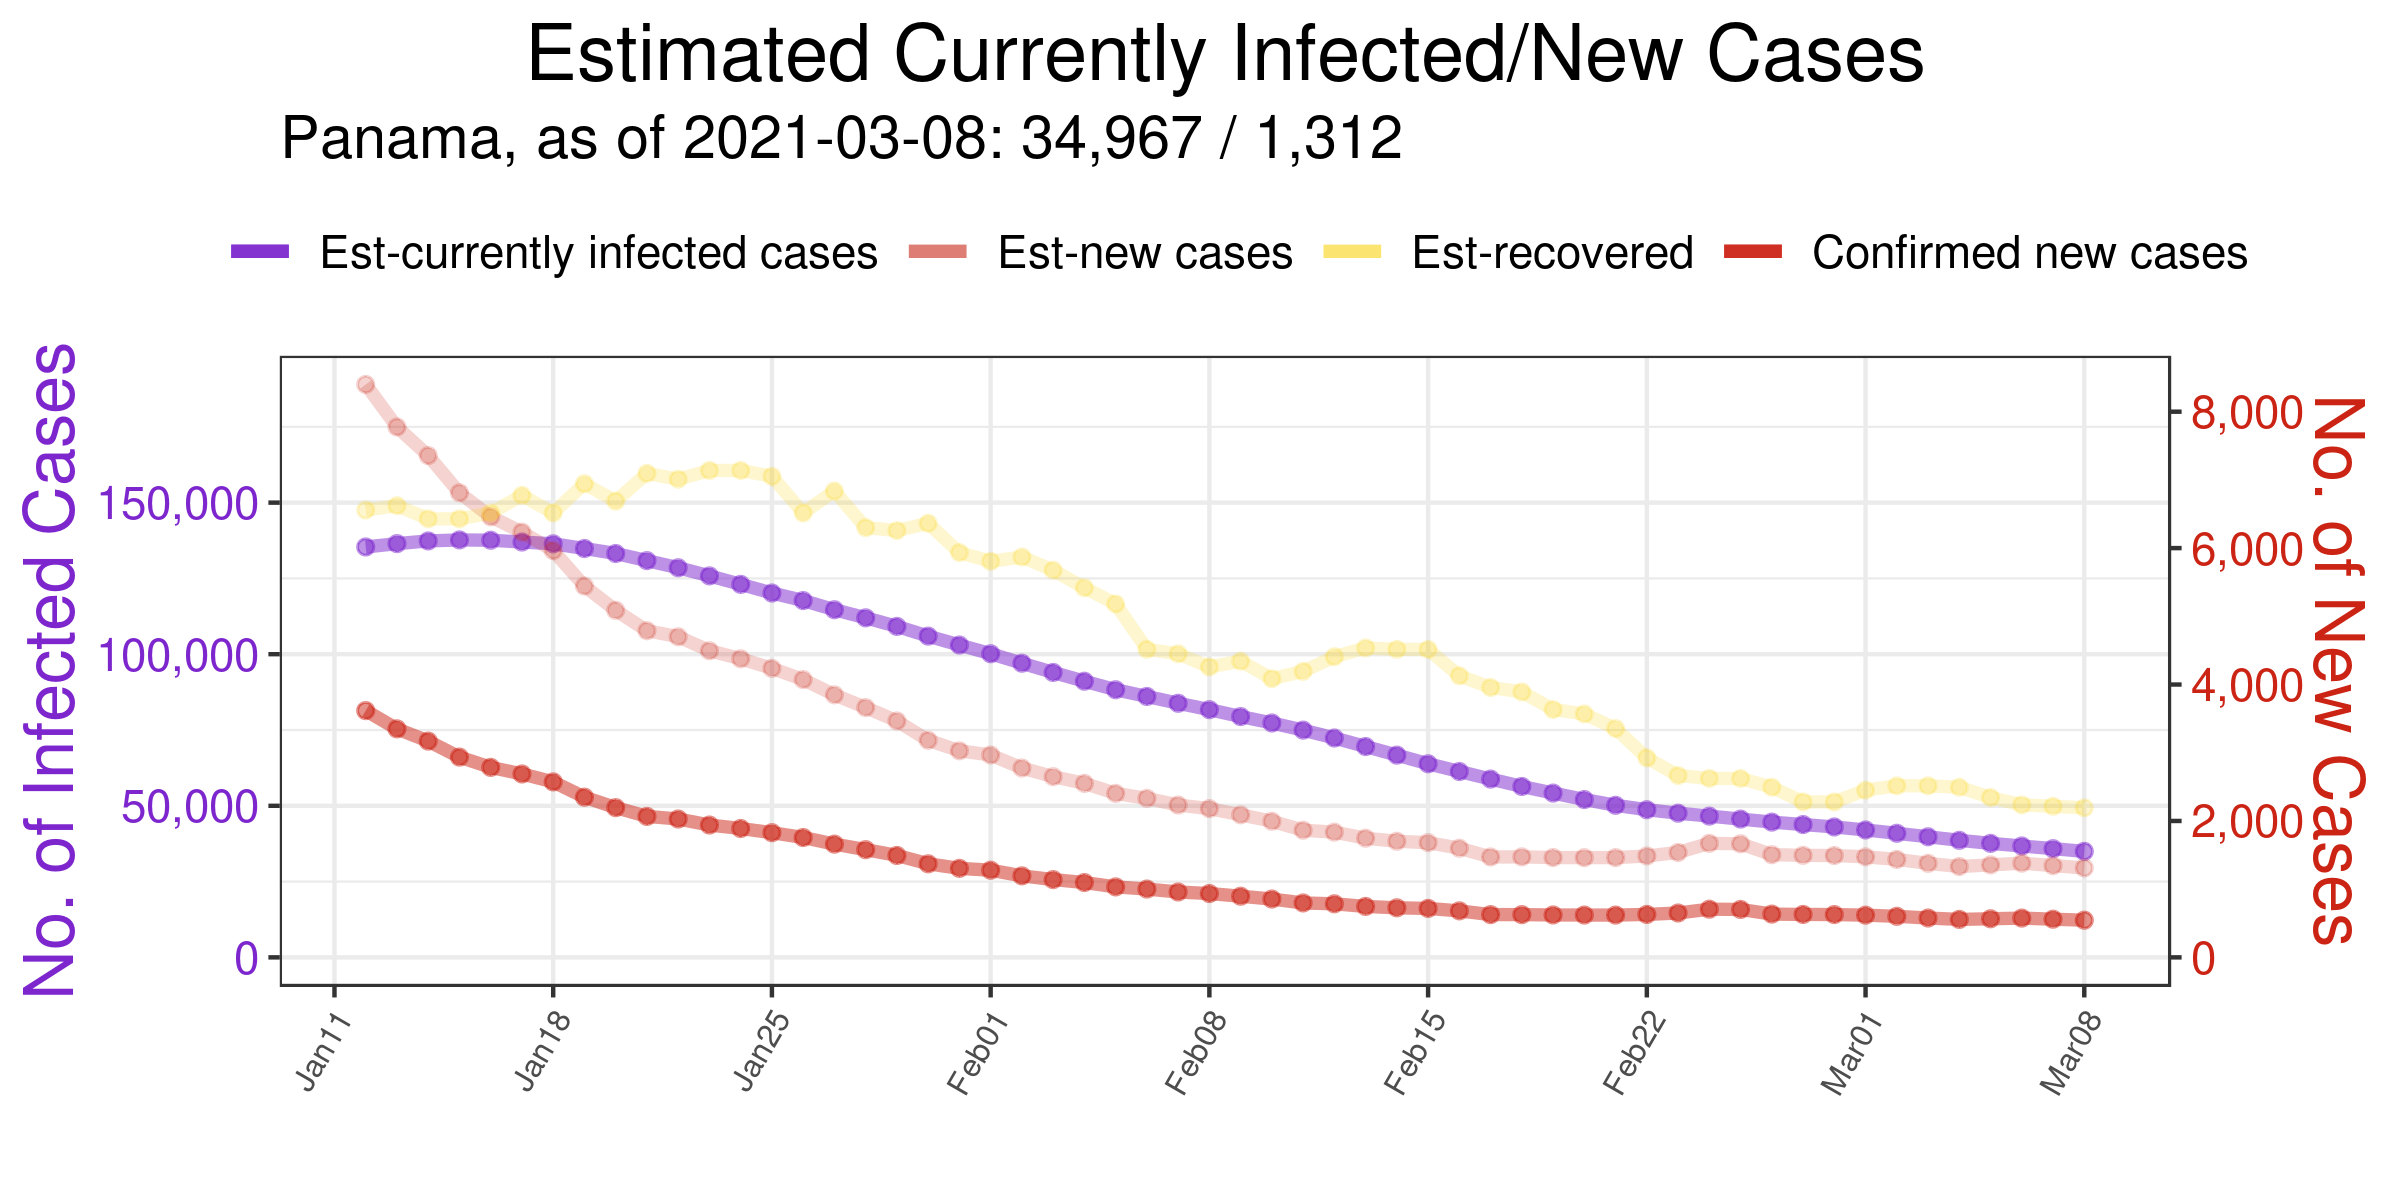 Estimated Currently Infected/New Cases
Panama, as of 2021-03-08: 34,967 / 1,312
Est-currently infected cases Est-new cases Est-recovered Confirmed new cases
No. of Infected Cases
150,000
100,000
50,000
0
8,000
6,000
4,000
2,000
0
No. of New Cases
Jan11 Jan18 Jan25 Feb01 Feb08 Feb15 Feb22 Mar01 Mar08